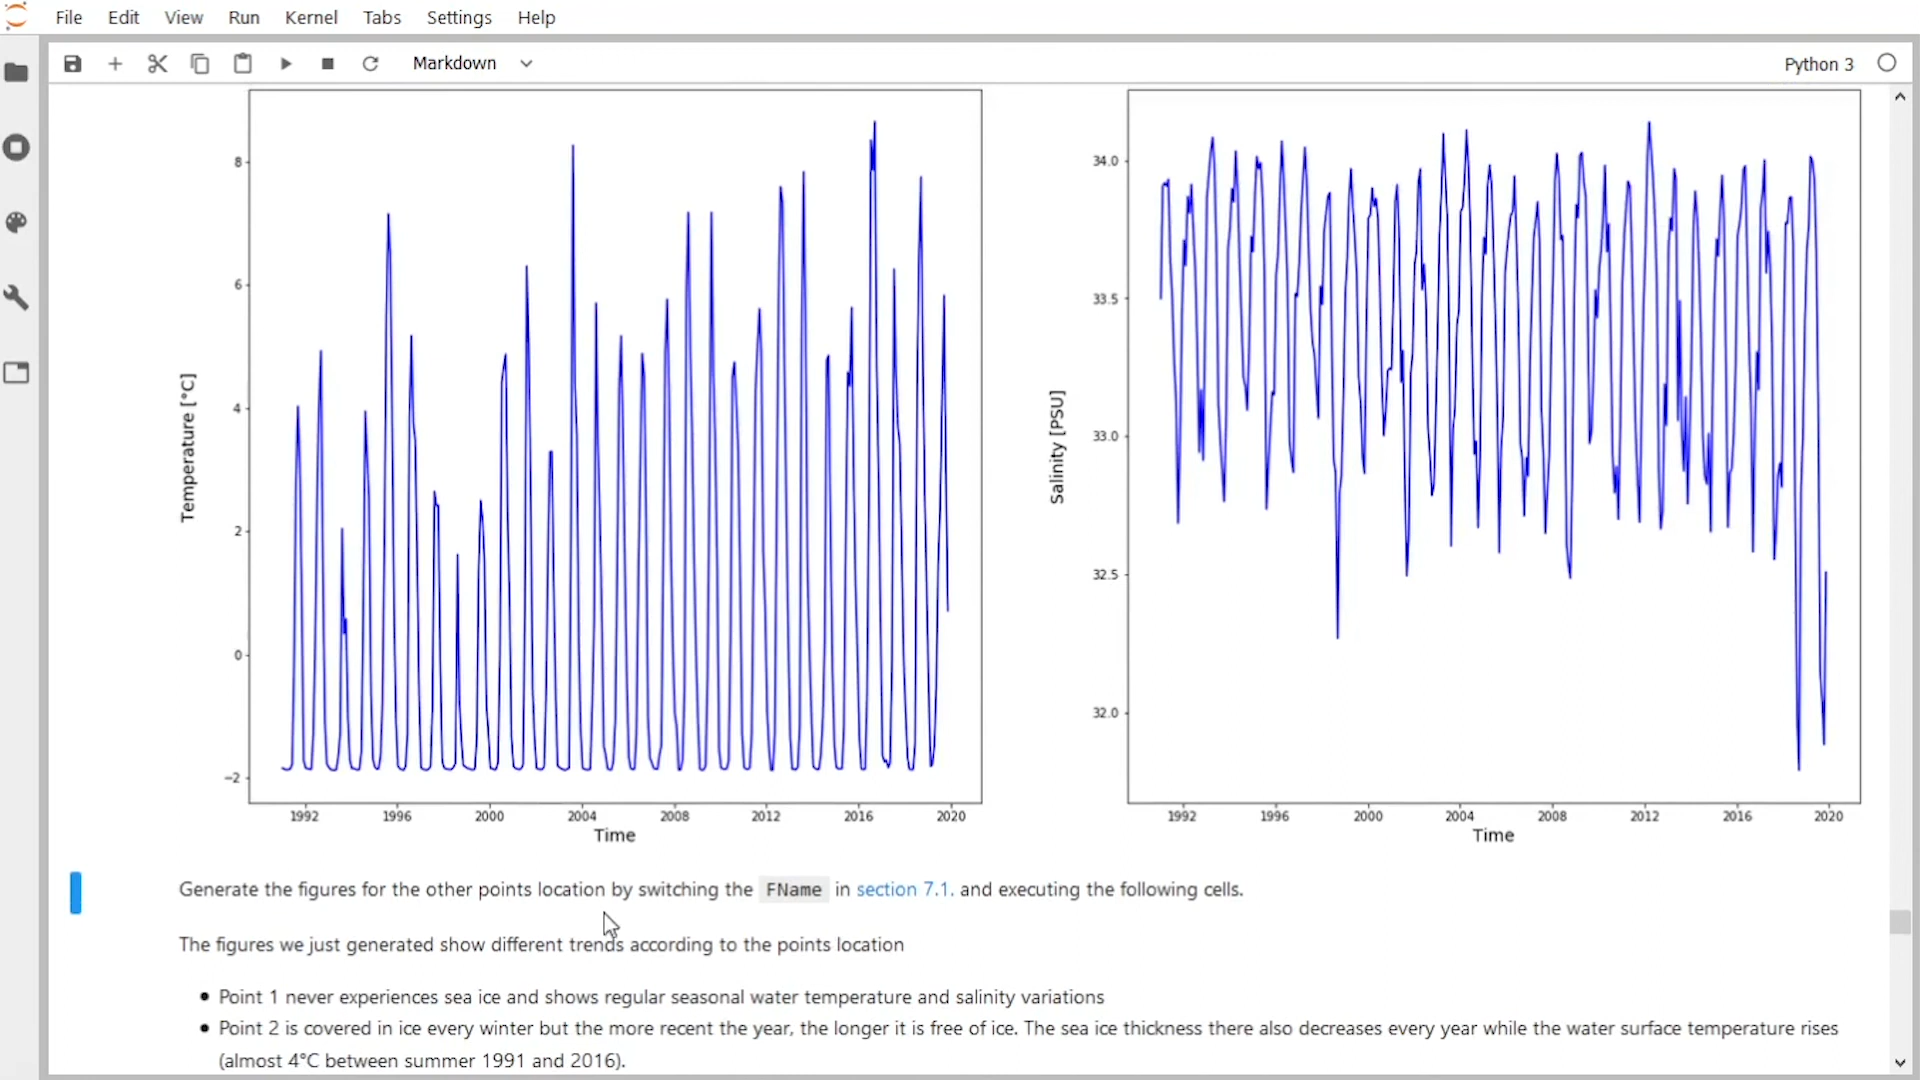 File Edit View Run Kernel Tabs Settings Help
Markdown
Python 3
Temperature [°C]
8
6
4
2
0
−2
1992 1996 2000 2004 2008 2012 2016 2020
Time
Salinity [PSU]
34.0
33.5
33.0
32.5
32.0
1992 1996 2000 2004 2008 2012 2016 2020
Time
Generate the figures for the other points location by switching the FName in section 7.1. and executing the following cells.
The figures we just generated show different trends according to the points location
• Point 1 never experiences sea ice and shows regular seasonal water temperature and salinity variations
• Point 2 is covered in ice every winter but the more recent the year, the longer it is free of ice. The sea ice thickness there also decreases every year while the water surface temperature rises
(almost 4°C between summer 1991 and 2016).